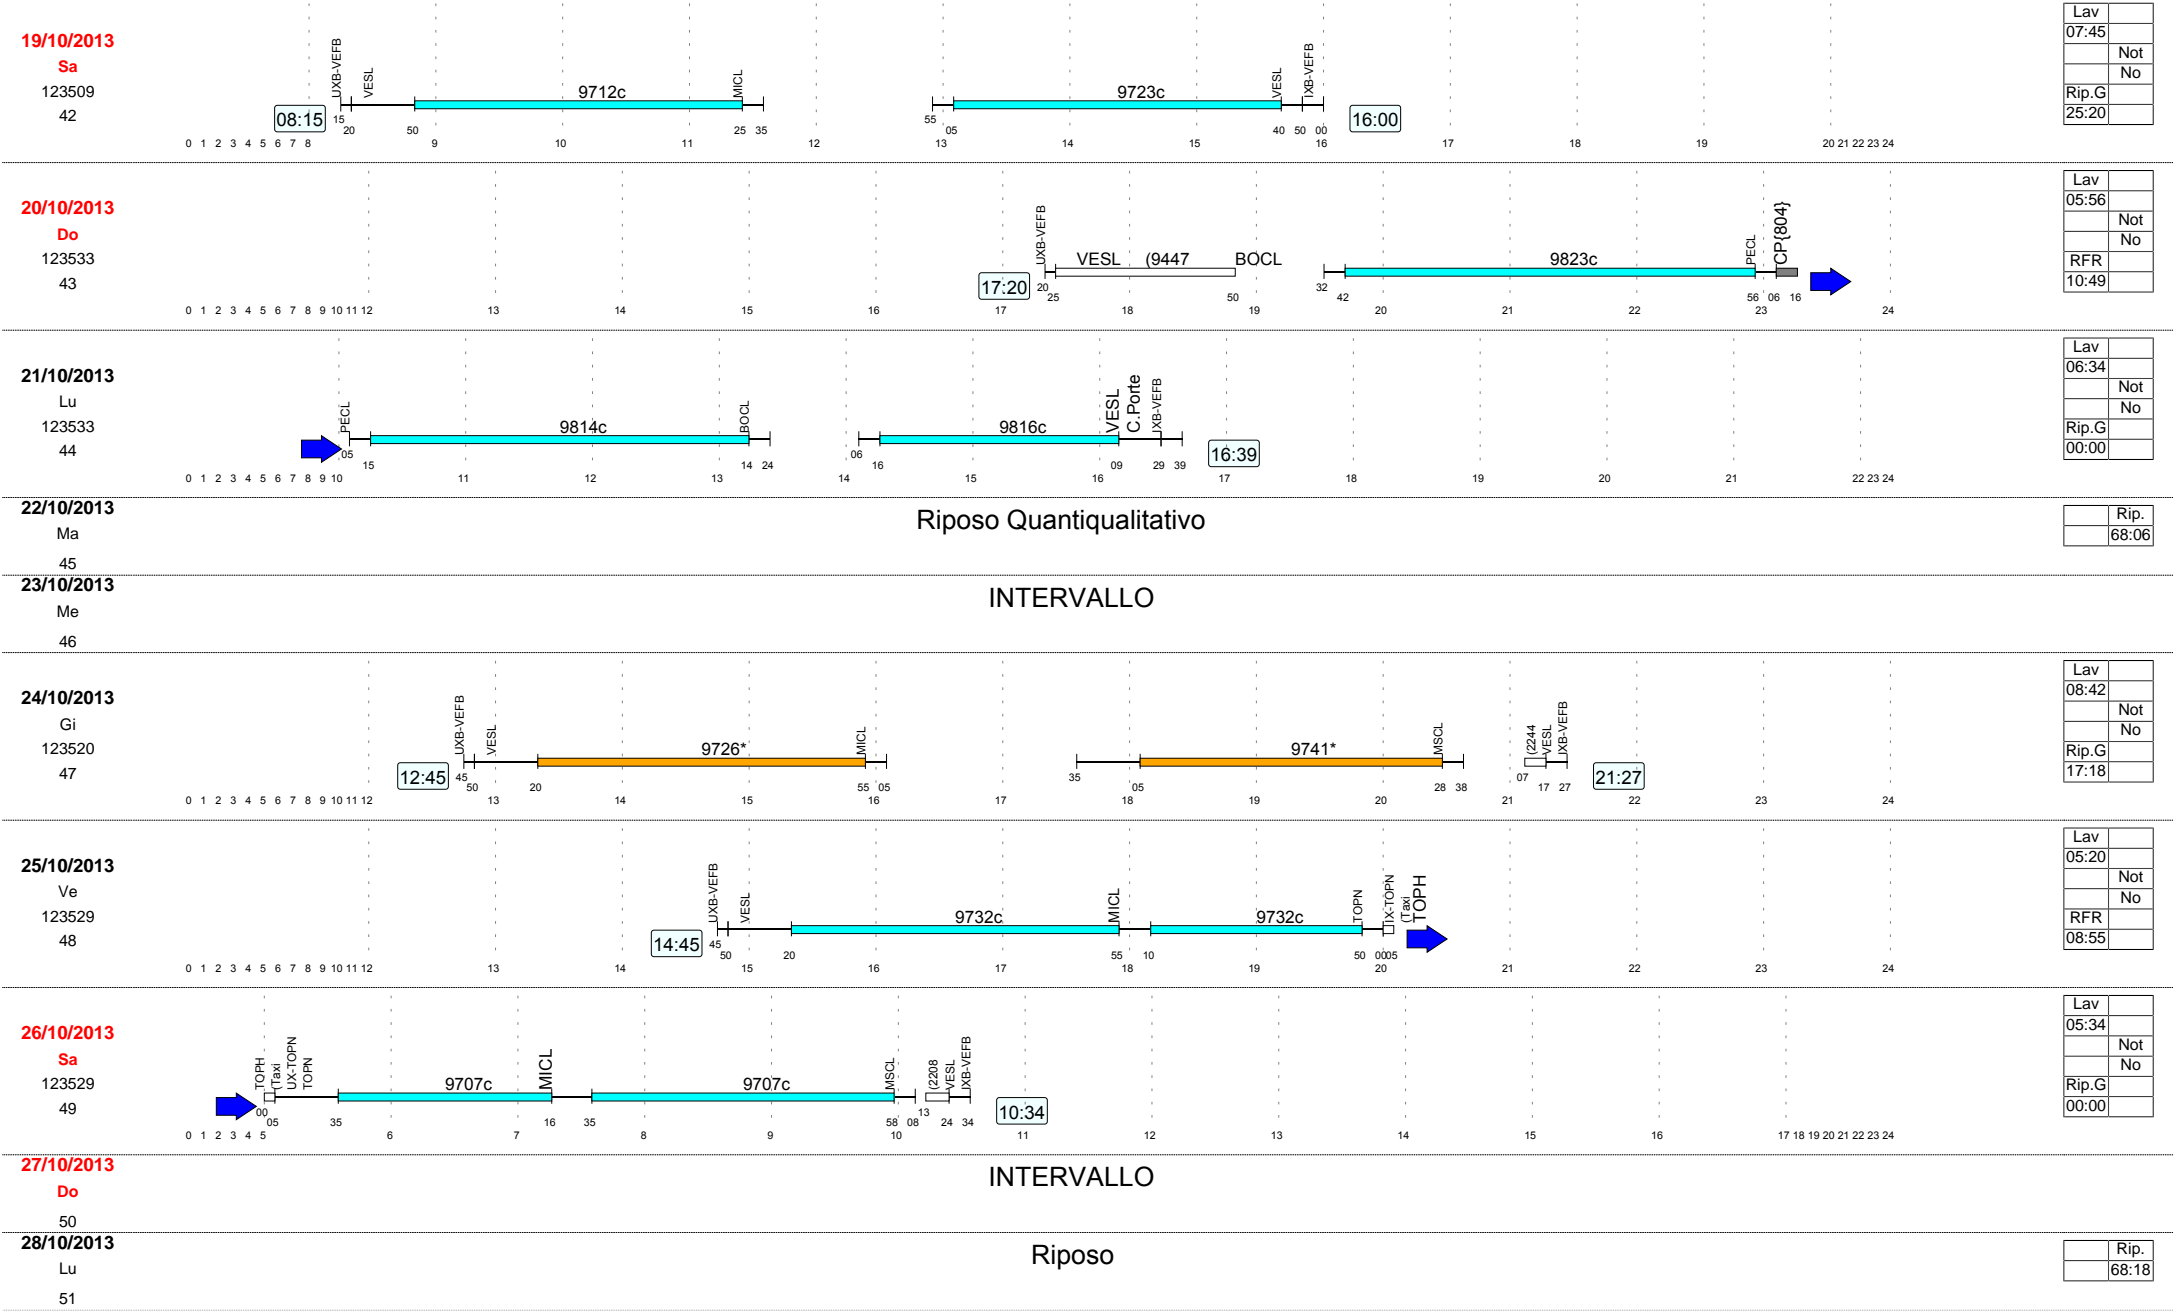 19/10/2013
Sa
123509
42
08:15
UXB-VEFB
VESL
9712c
MICL
9723c
VESL
IXB-VEFB
16:00
15 20 50 25 35 55 05 40 50 00
0 1 2 3 4 5 6 7 8 9 10 11 12 13 14 15 16 17 18 19 20 21 22 23 24
Lav
07:45
Not
No
Rip.G
25:20
20/10/2013
Do
123533
43
17:20
UXB-VEFB
VESL (9447 BOCL
9823c
PECL
CP{804}
20 25 50 32 42 56 06 16
0 1 2 3 4 5 6 7 8 9 10 11 12 13 14 15 16 17 18 19 20 21 22 23 24
Lav
05:56
Not
No
RFR
10:49
21/10/2013
Lu
123533
44
PECL
9814c
BOCL
9816c
VESL
C.Porte
IXB-VEFB
16:39
05 15 14 24 06 16 09 29 39
0 1 2 3 4 5 6 7 8 9 10 11 12 13 14 15 16 17 18 19 20 21 22 23 24
Lav
06:34
Not
No
Rip.G
00:00
22/10/2013
Ma
45
Riposo Quantiqualitativo
Rip.
68:06
23/10/2013
Me
46
INTERVALLO
24/10/2013
Gi
123520
47
12:45
UXB-VEFB
VESL
9726*
MICL
9741*
MSCL
(2244
VESL
IXB-VEFB
21:27
45 50 20 55 05 35 05 28 38 07 17 27
0 1 2 3 4 5 6 7 8 9 10 11 12 13 14 15 16 17 18 19 20 21 22 23 24
Lav
08:42
Not
No
Rip.G
17:18
25/10/2013
Ve
123529
48
14:45
UXB-VEFB
VESL
9732c
MICL
9732c
TOPN
IX-TOPN
(Taxi
TOPH
45 50 20 55 10 50 00 05
0 1 2 3 4 5 6 7 8 9 10 11 12 13 14 15 16 17 18 19 20 21 22 23 24
Lav
05:20
Not
No
RFR
08:55
26/10/2013
Sa
123529
49
TOPH
(Taxi
UX-TOPN
TOPN
9707c
MICL
9707c
MSCL
(2208
VESL
IXB-VEFB
10:34
00 05 35 16 35 58 08 13 24 34
0 1 2 3 4 5 6 7 8 9 10 11 12 13 14 15 16 17 18 19 20 21 22 23 24
Lav
05:34
Not
No
Rip.G
00:00
27/10/2013
Do
50
INTERVALLO
28/10/2013
Lu
51
Riposo
Rip.
68:18